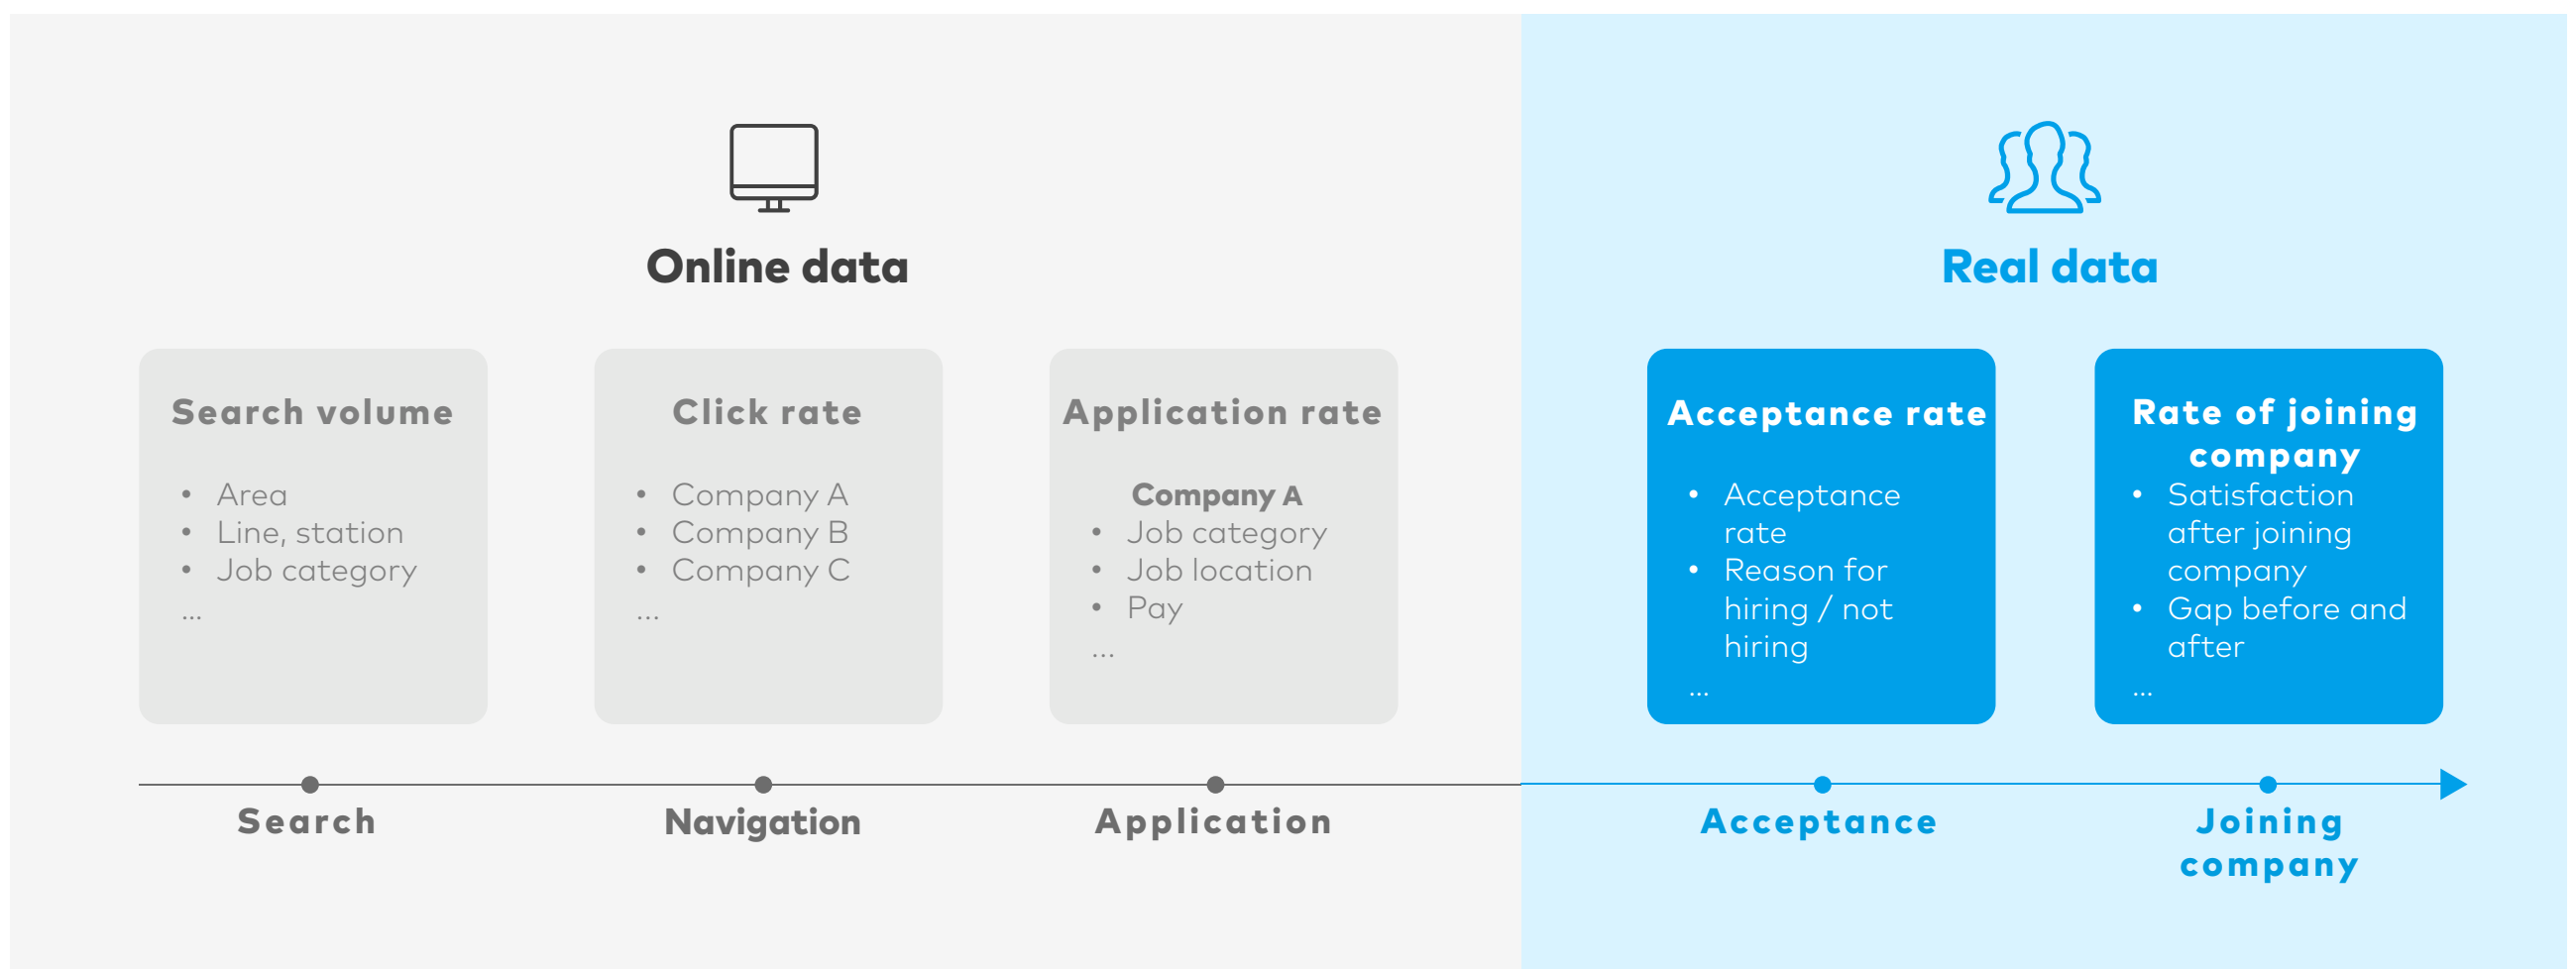 Online data
Real data
Search volume
• Area
• Line, station
• Job category
...
Click rate
• Company A
• Company B
• Company C
...
Application rate
Company A
• Job category
• Job location
• Pay
...
Acceptance rate
• Acceptance
rate
• Reason for
hiring / not
hiring
...
Rate of joining
company
• Satisfaction
after joining
company
• Gap before and
after
...
Search
Navigation
Application
Acceptance
Joining
company